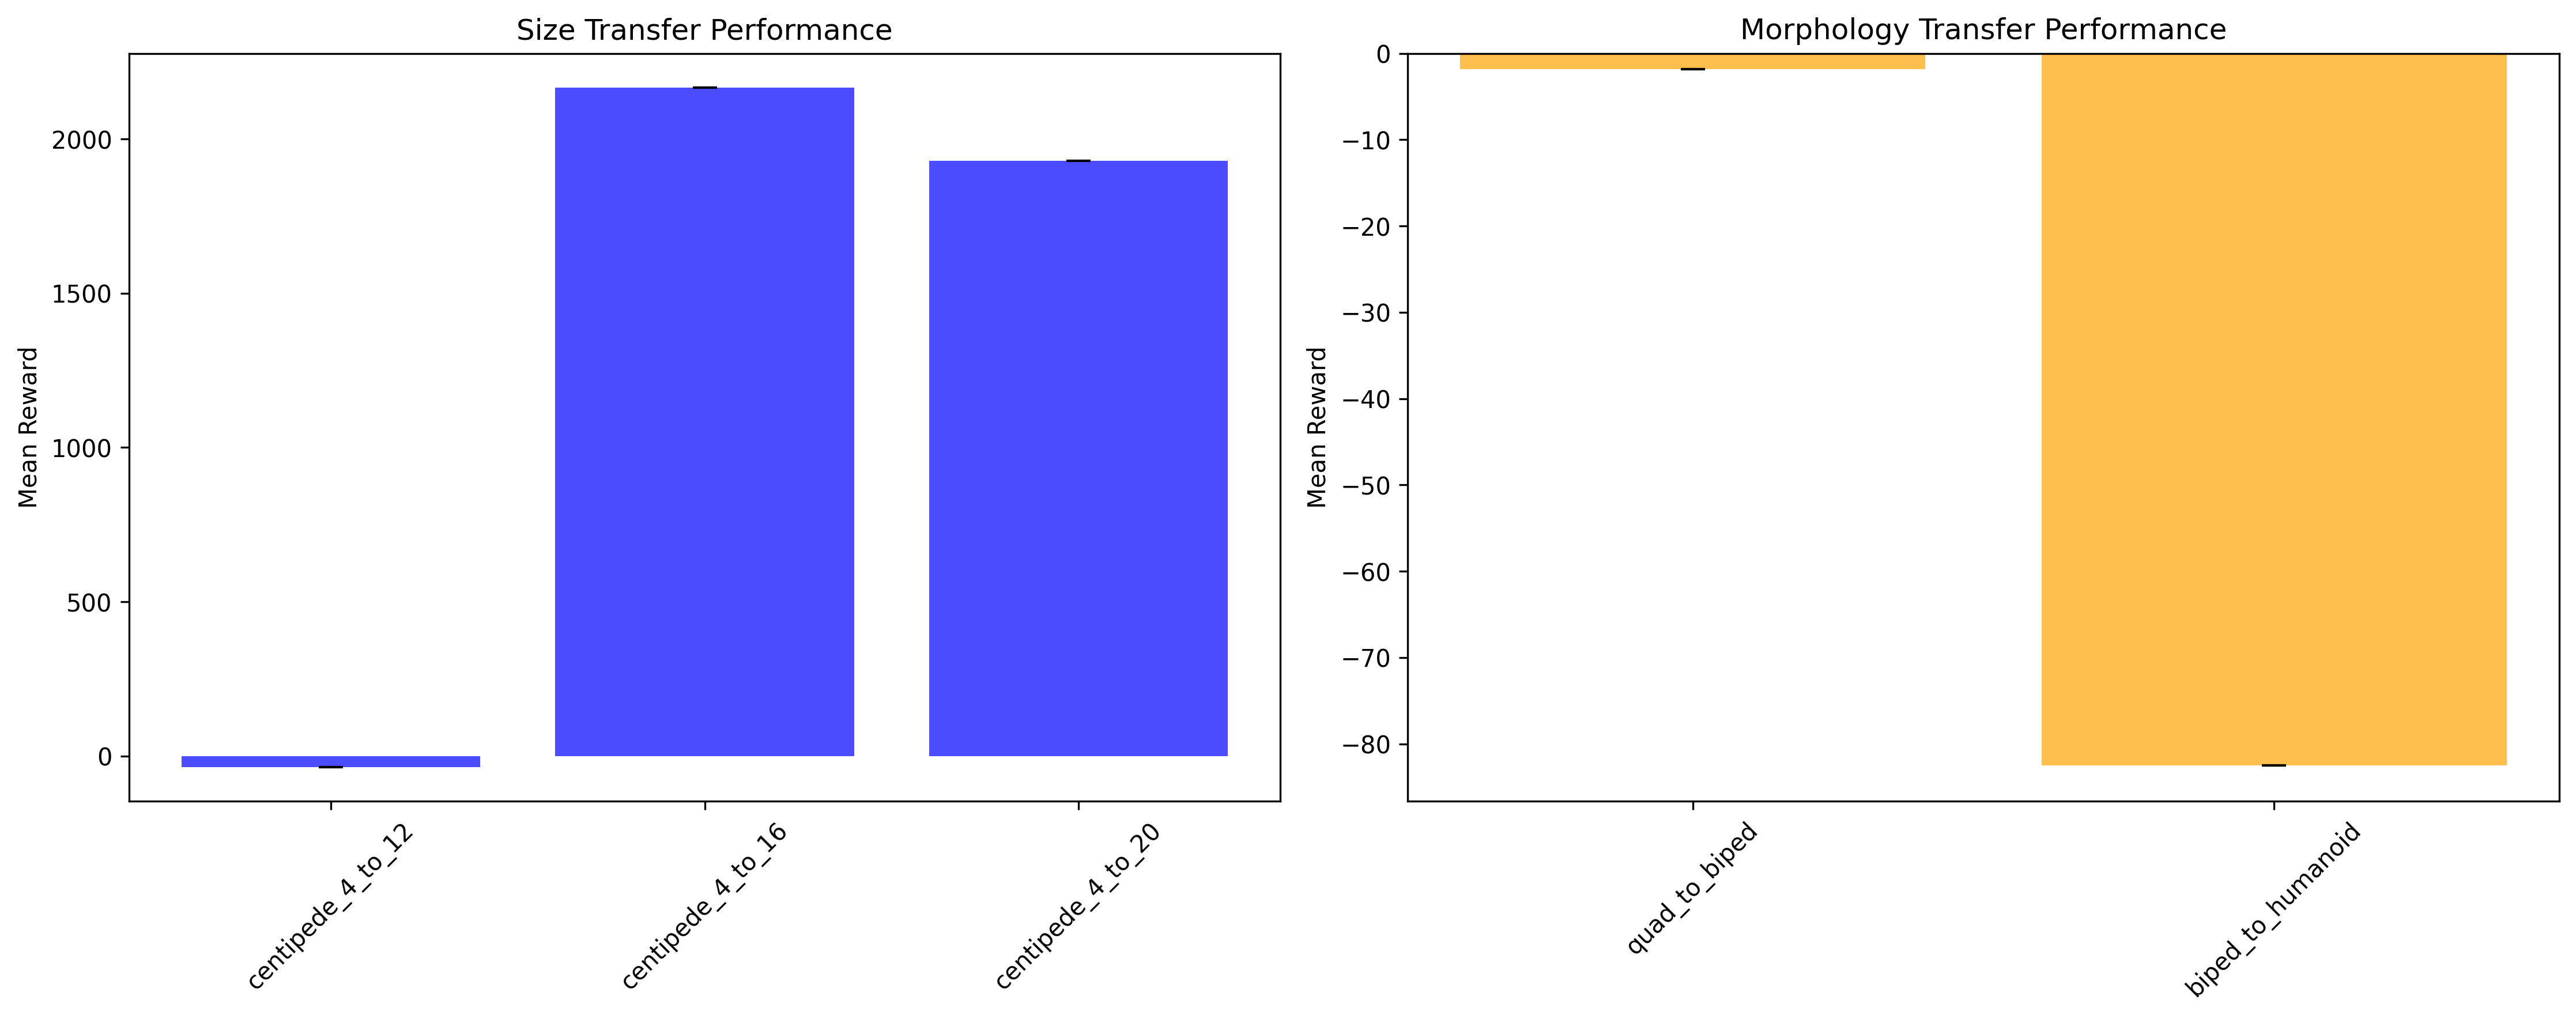 Size Transfer Performance
Mean Reward
2000
1500
1000
500
0
centipede_4_to_12
centipede_4_to_16
centipede_4_to_20
Morphology Transfer Performance
Mean Reward
0
−10
−20
−30
−40
−50
−60
−70
−80
quad_to_biped
biped_to_humanoid